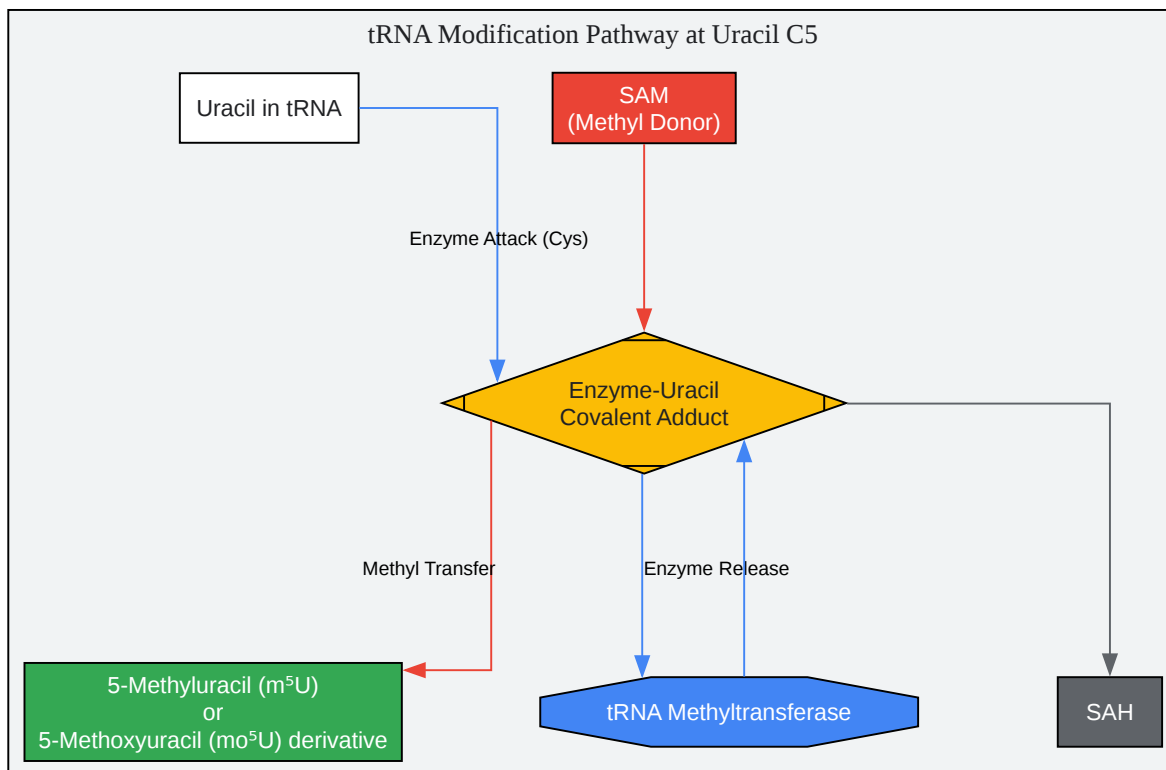 tRNA Modification Pathway at Uracil C5
Uracil in tRNA
SAM
(Methyl Donor)
Enzyme Attack (Cys)
Enzyme-Uracil
Covalent Adduct
Methyl Transfer
Enzyme Release
5-Methyluracil (m⁵U)
or
5-Methoxyuracil (mo⁵U) derivative
tRNA Methyltransferase
SAH